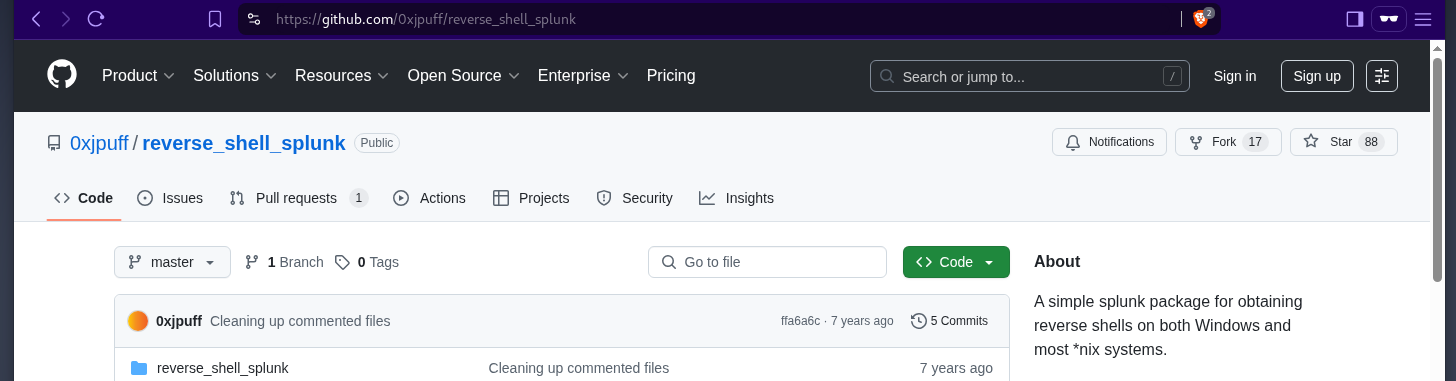 https://github.com/0xjpuff/reverse_shell_splunk 2
Product Solutions Resources Open Source Enterprise Pricing Search or jump to... / Sign in Sign up
0xjpuff / reverse_shell_splunk Public Notifications Fork 17 Star 88
Code Issues Pull requests 1 Actions Projects Security Insights
master 1 Branch 0 Tags Go to file Code About
A simple splunk package for obtaining
0xjpuff Cleaning up commented files ffa6a6c · 7 years ago 5 Commits
reverse shells on both Windows and
most *nix systems.
reverse_shell_splunk Cleaning up commented files 7 years ago